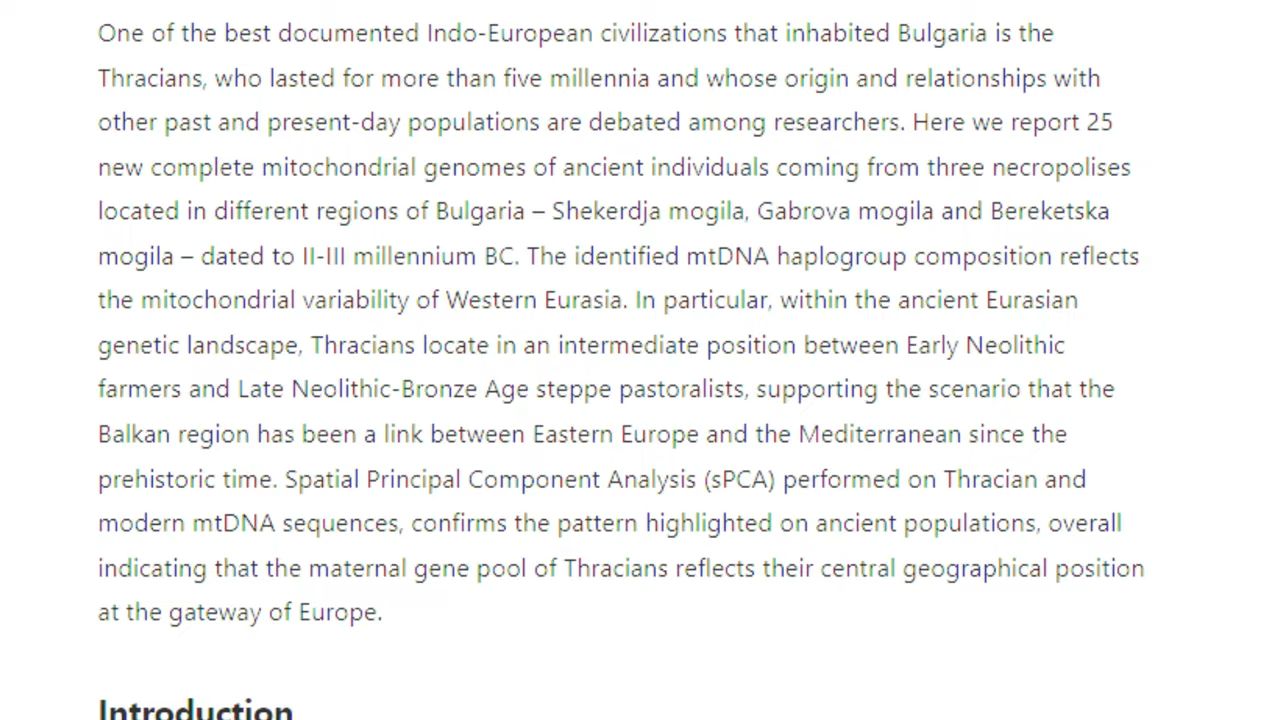 One of the best documented Indo-European civilizations that inhabited Bulgaria is the
Thracians, who lasted for more than five millennia and whose origin and relationships with
other past and present-day populations are debated among researchers. Here we report 25
new complete mitochondrial genomes of ancient individuals coming from three necropolises
located in different regions of Bulgaria – Shekerdja mogila, Gabrova mogila and Bereketska
mogila – dated to II-III millennium BC. The identified mtDNA haplogroup composition reflects
the mitochondrial variability of Western Eurasia. In particular, within the ancient Eurasian
genetic landscape, Thracians locate in an intermediate position between Early Neolithic
farmers and Late Neolithic-Bronze Age steppe pastoralists, supporting the scenario that the
Balkan region has been a link between Eastern Europe and the Mediterranean since the
prehistoric time. Spatial Principal Component Analysis (sPCA) performed on Thracian and
modern mtDNA sequences, confirms the pattern highlighted on ancient populations, overall
indicating that the maternal gene pool of Thracians reflects their central geographical position
at the gateway of Europe.
Introduction